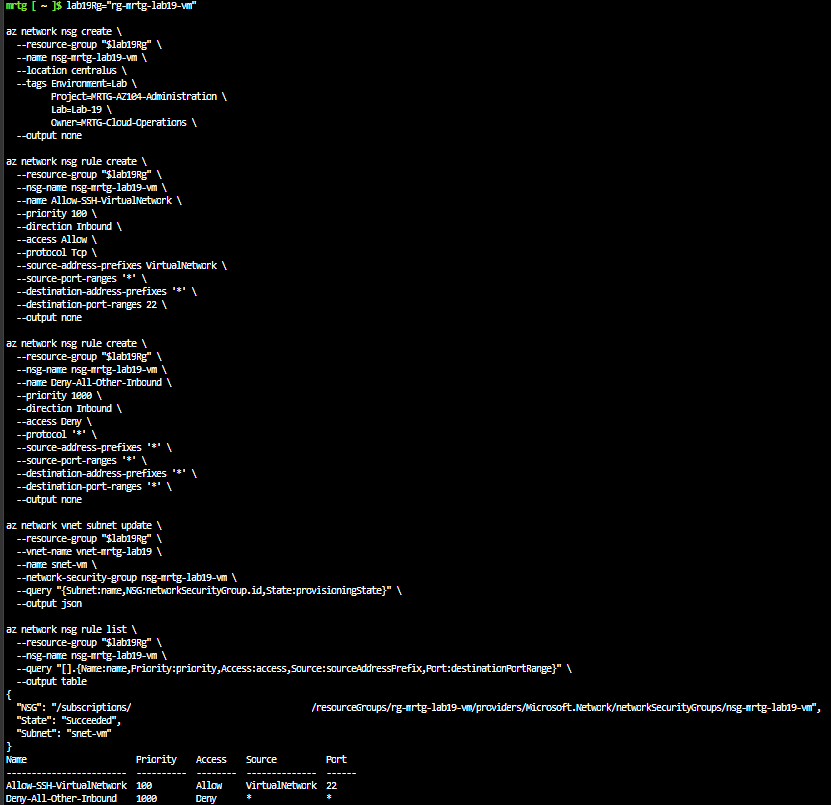 mrtg [ ~ ]$ lab19Rg="rg-mrtg-lab19-vm"

az network nsg create \
  --resource-group "$lab19Rg" \
  --name nsg-mrtg-lab19-vm \
  --location centralus \
  --tags Environment=Lab \
         Project=MRTG-AZ104-Administration \
         Lab=Lab-19 \
         Owner=MRTG-Cloud-Operations \
  --output none

az network nsg rule create \
  --resource-group "$lab19Rg" \
  --nsg-name nsg-mrtg-lab19-vm \
  --name Allow-SSH-VirtualNetwork \
  --priority 100 \
  --direction Inbound \
  --access Allow \
  --protocol Tcp \
  --source-address-prefixes VirtualNetwork \
  --source-port-ranges '*' \
  --destination-address-prefixes '*' \
  --destination-port-ranges 22 \
  --output none

az network nsg rule create \
  --resource-group "$lab19Rg" \
  --nsg-name nsg-mrtg-lab19-vm \
  --name Deny-All-Other-Inbound \
  --priority 1000 \
  --direction Inbound \
  --access Deny \
  --protocol '*' \
  --source-address-prefixes '*' \
  --source-port-ranges '*' \
  --destination-address-prefixes '*' \
  --destination-port-ranges '*' \
  --output none

az network vnet subnet update \
  --resource-group "$lab19Rg" \
  --vnet-name vnet-mrtg-lab19 \
  --name snet-vm \
  --network-security-group nsg-mrtg-lab19-vm \
  --query "{Subnet:name,NSG:networkSecurityGroup.id,State:provisioningState}" \
  --output json

az network nsg rule list \
  --resource-group "$lab19Rg" \
  --nsg-name nsg-mrtg-lab19-vm \
  --query "[].{Name:name,Priority:priority,Access:access,Source:sourceAddressPrefix,Port:destinationPortRange}" \
  --output table
{
  "NSG": "/subscriptions/                                    /resourceGroups/rg-mrtg-lab19-vm/providers/Microsoft.Network/networkSecurityGroups/nsg-mrtg-lab19-vm",
  "State": "Succeeded",
  "Subnet": "snet-vm"
}
Name                      Priority    Access    Source          Port
------------------------  ----------  --------  --------------  ------
Allow-SSH-VirtualNetwork  100         Allow     VirtualNetwork  22
Deny-All-Other-Inbound    1000        Deny      *               *